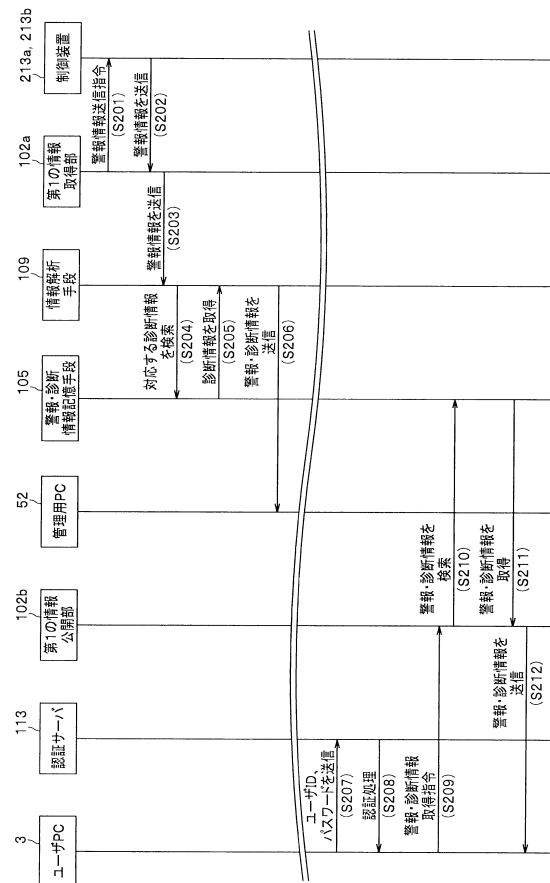 3
ユーザPC
113
認証サーバ
102b
第1の情報
公開部
52
管理用PC
105
警報・診断
情報記憶手段
109
情報解析
手段
102a
第1の情報
取得部
213a, 213b
制御装置
警報情報送信指令
(S201)
警報情報を送信
(S202)
警報情報を送信
(S203)
対応する診断情報
を検索
(S204)
診断情報を取得
(S205)
警報・診断情報を
送信
(S206)
ユーザID、
パスワードを送信
(S207)
認証処理
(S208)
警報・診断情報
取得指令
(S209)
警報・診断情報を
検索
(S210)
警報・診断情報を
取得
(S211)
警報・診断情報を
送信
(S212)